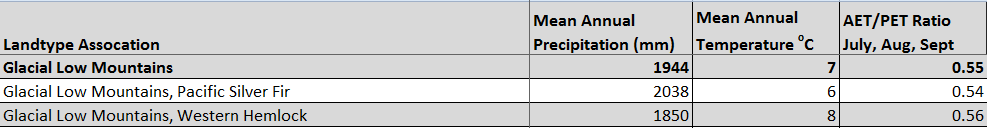 Mean Annual Mean Annual AET/PET Ratio
Landtype Assocation Precipitation (mm) Temperature °C July, Aug, Sept
Glacial Low Mountains 1944 7 0.55
Glacial Low Mountains, Pacific Silver Fir 2038 6 0.54
Glacial Low Mountains, Western Hemlock 1850 8 0.56